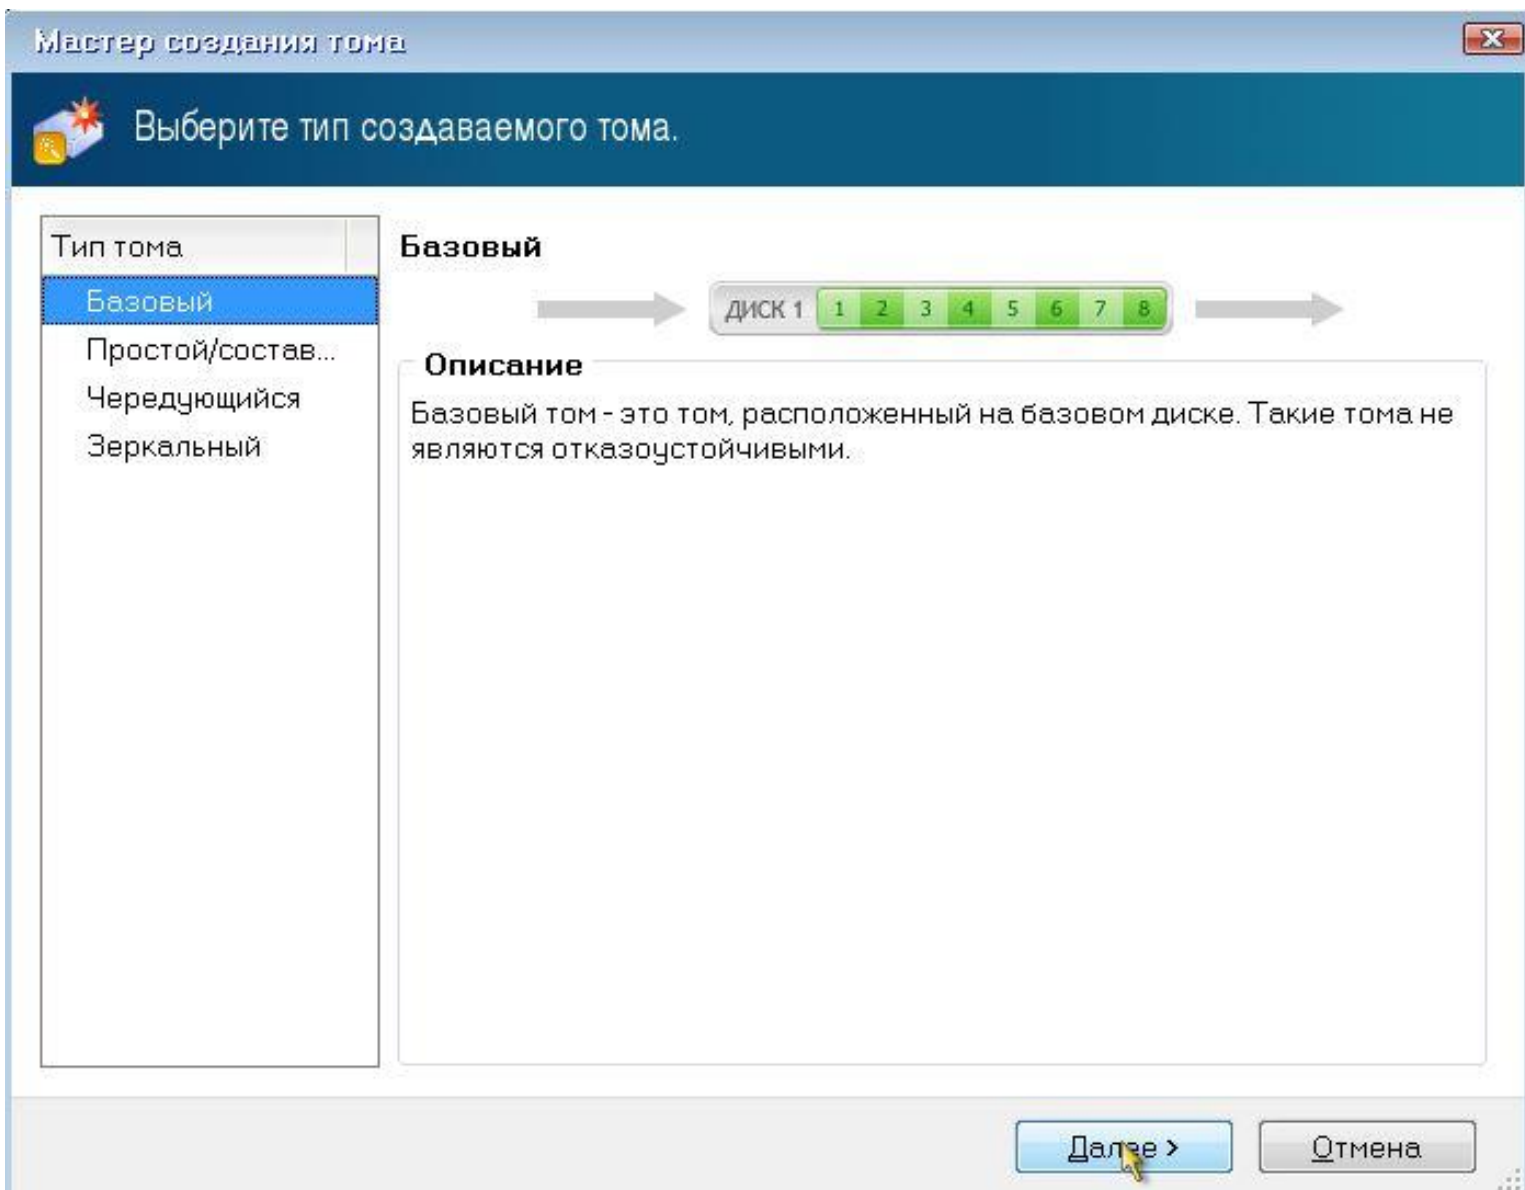 Мастер создания тома
Выберите тип создаваемого тома.
Тип тома
Базовый
Простой/состав...
Чередующийся
Зеркальный
Базовый
ДИСК 1 1 2 3 4 5 6 7 8
Описание
Базовый том - это том, расположенный на базовом диске. Такие тома не
являются отказоустойчивыми.
Далее >
Отмена